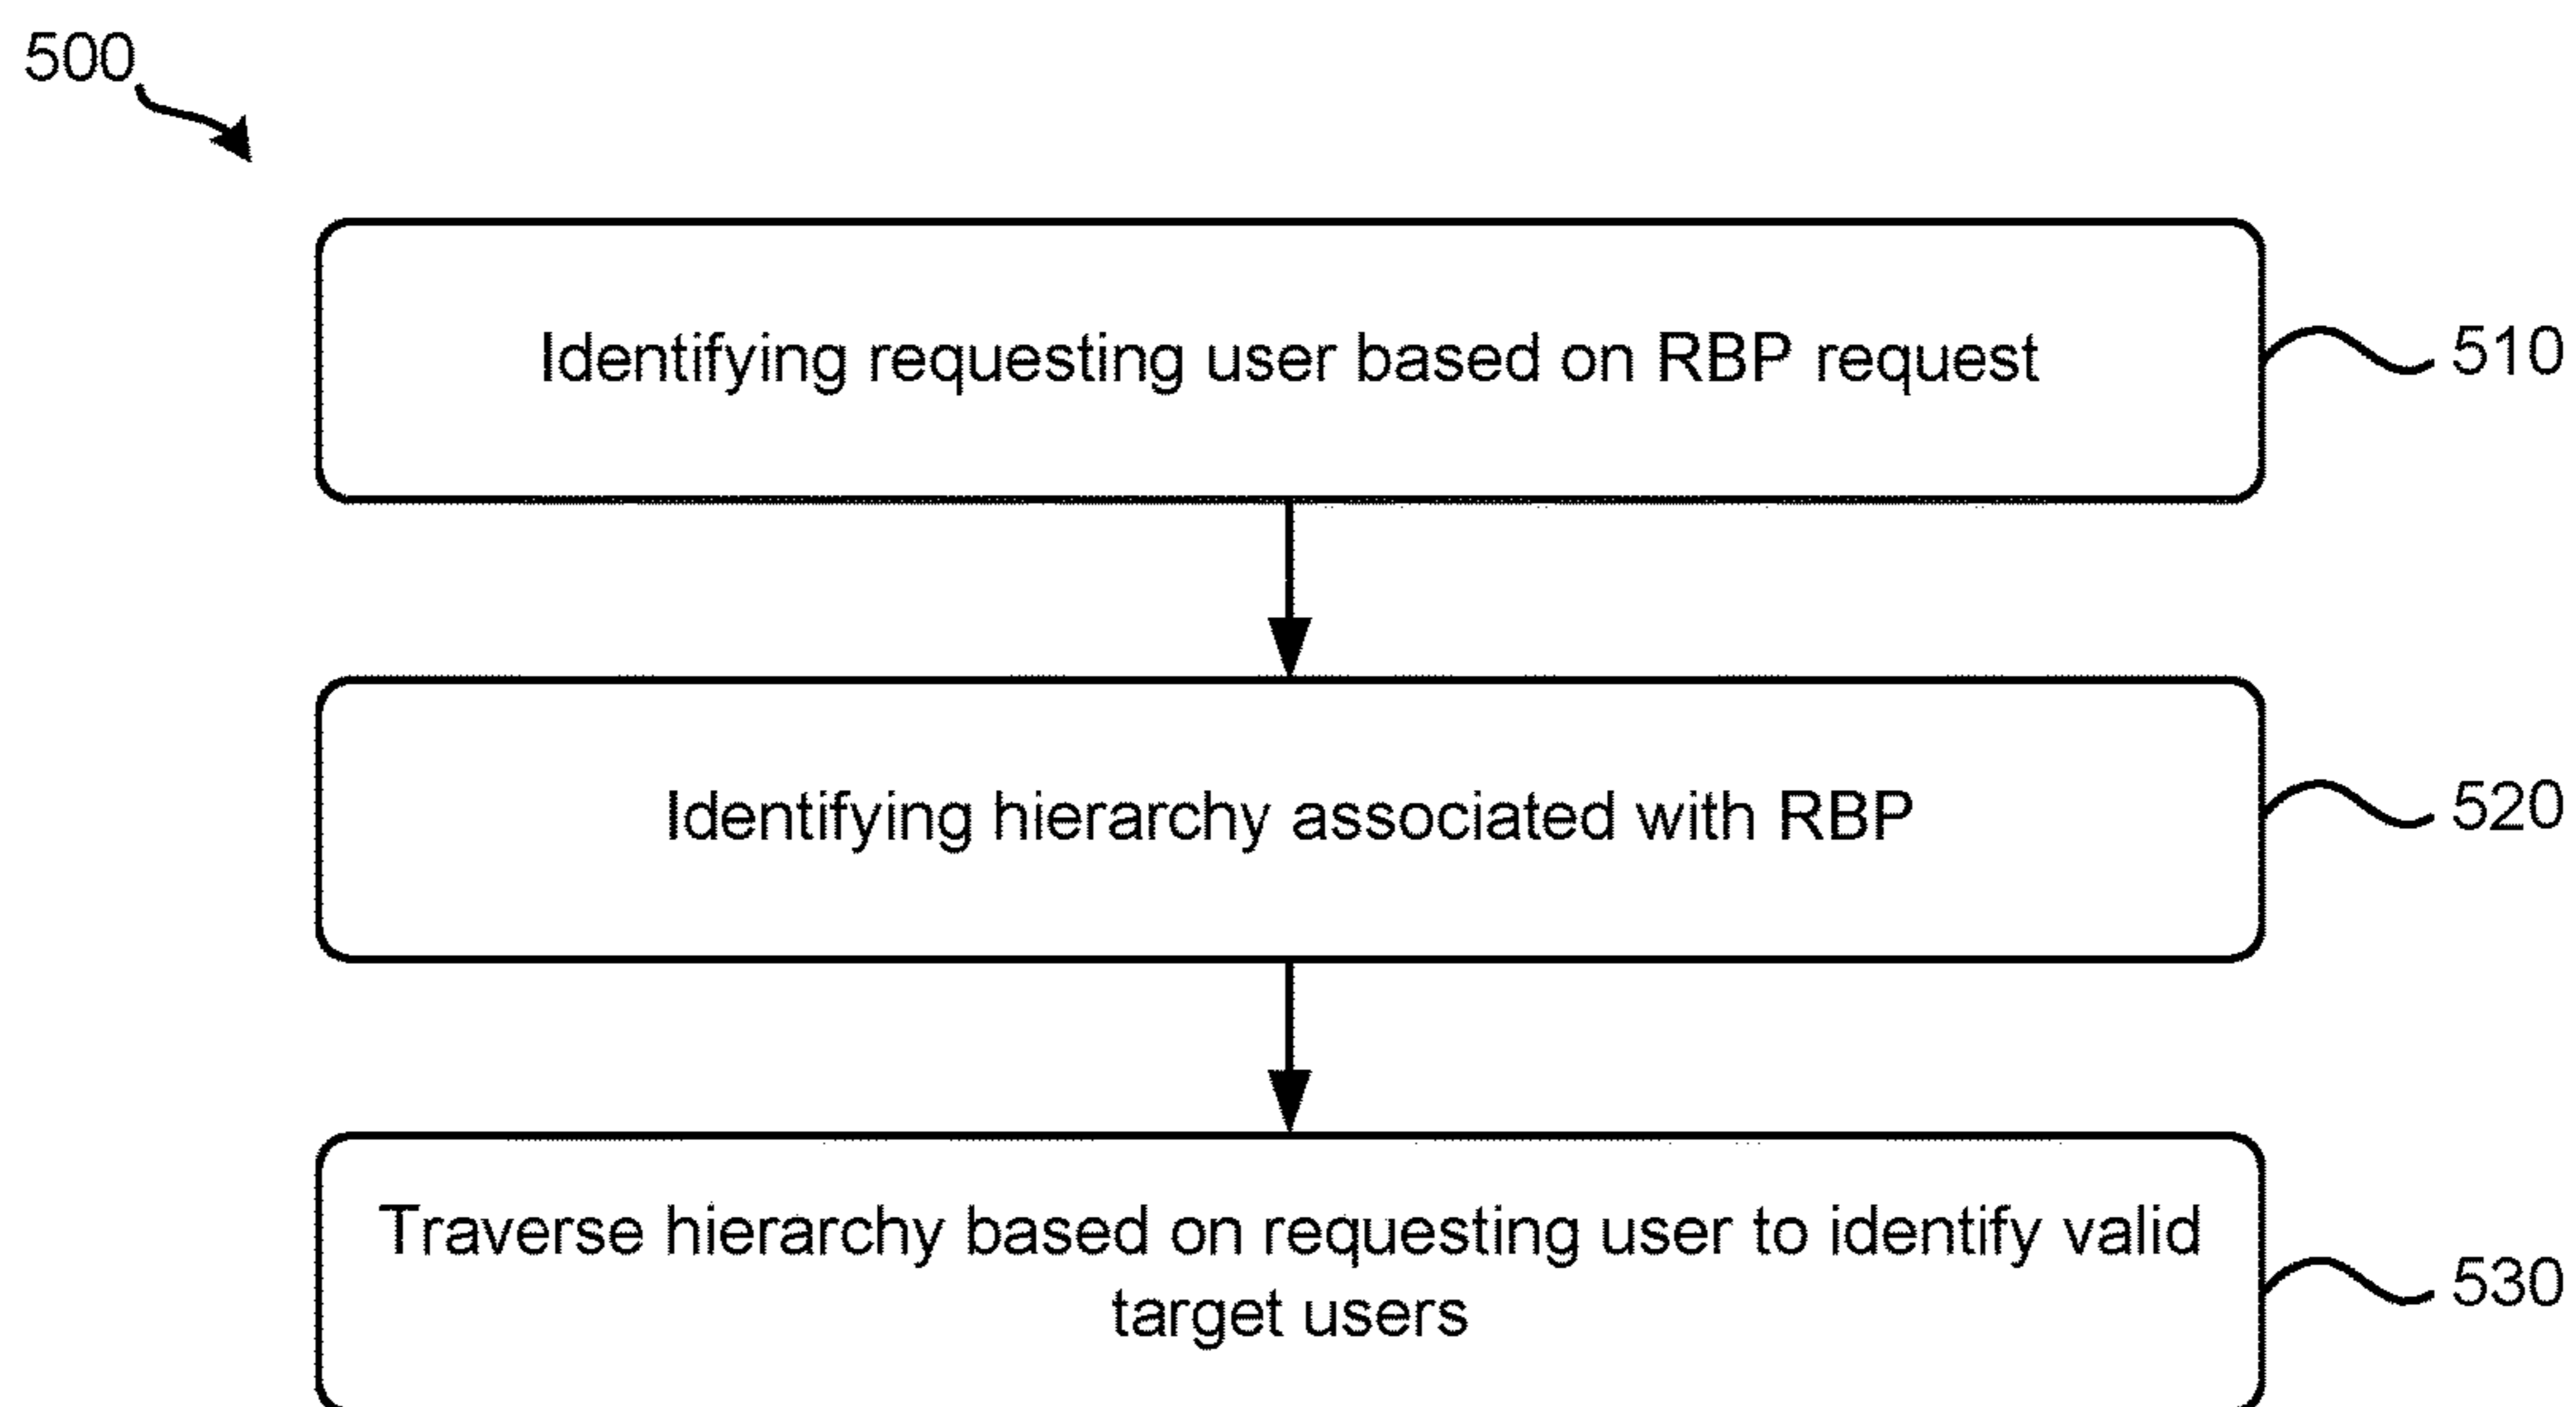 500
Identifying requesting user based on RBP request
510
Identifying hierarchy associated with RBP
520
Traverse hierarchy based on requesting user to identify valid
target users
530